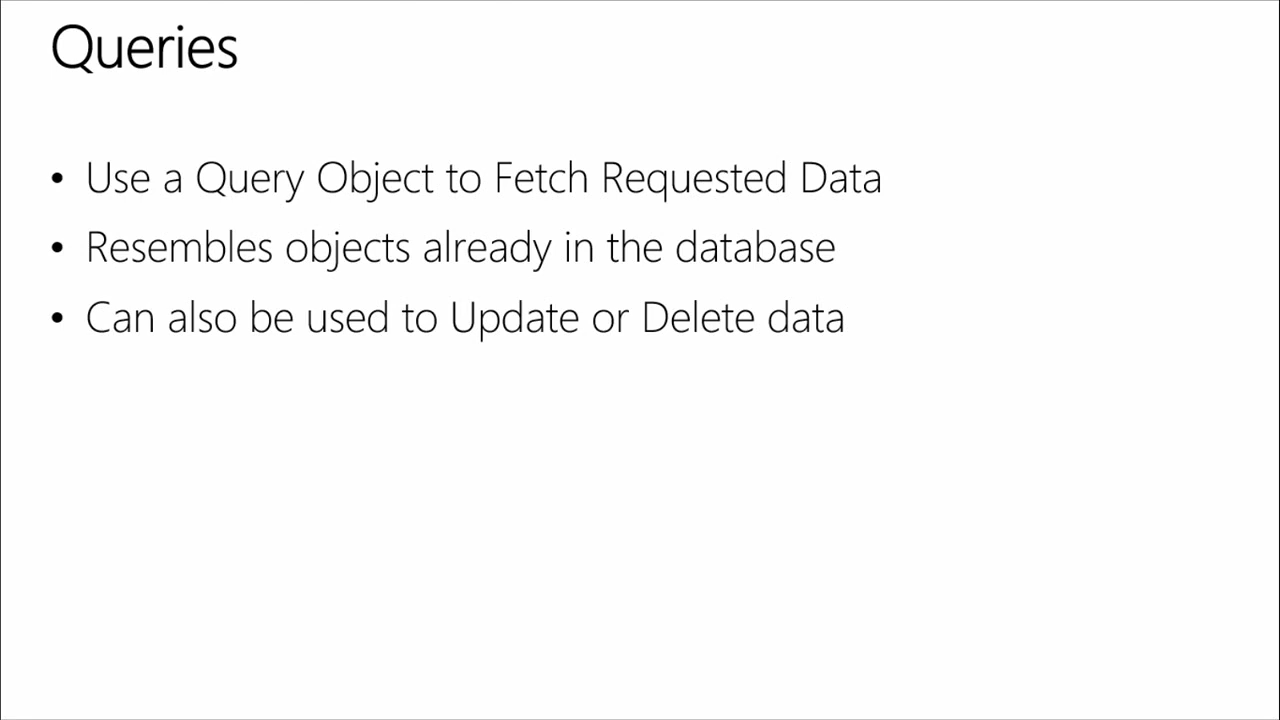 Queries
• Use a Query Object to Fetch Requested Data
• Resembles objects already in the database
• Can also be used to Update or Delete data